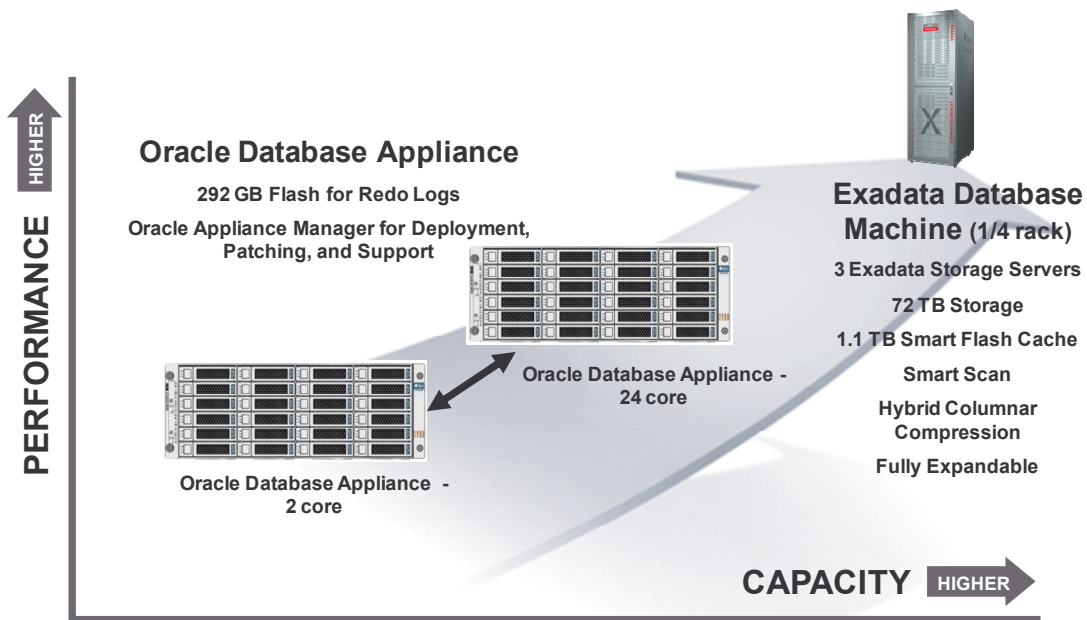 HIGHER
PERFORMANCE
Oracle Database Appliance
292 GB Flash for Redo Logs
Oracle Appliance Manager for Deployment,
Patching, and Support
Oracle Database Appliance -
2 core
Oracle Database Appliance -
24 core
X
Exadata Database
Machine (1/4 rack)
3 Exadata Storage Servers
72 TB Storage
1.1 TB Smart Flash Cache
Smart Scan
Hybrid Columnar
Compression
Fully Expandable
CAPACITY HIGHER